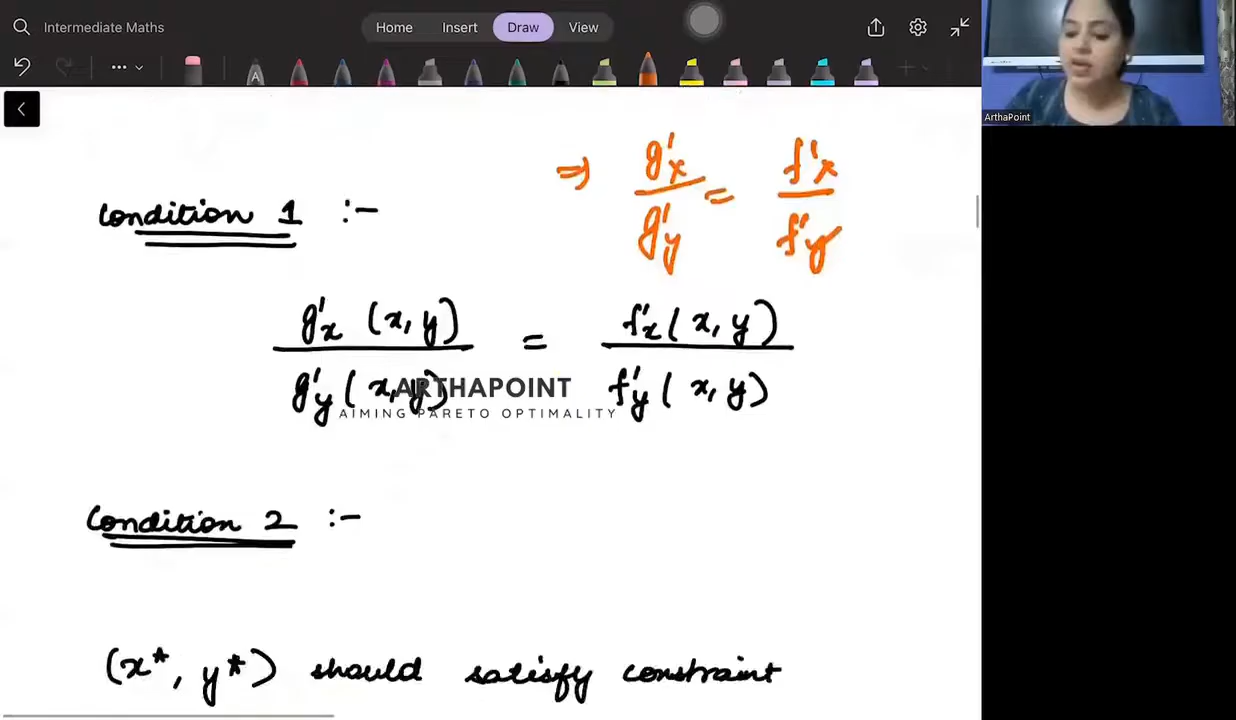 Intermediate Maths
Home Insert Draw View
A
ArthaPoint
⇒ g'x / g'y = f'x / f'y
Condition 1 :-
g'x (x, y) / g'y (x, y) = f'x (x, y) / f'y (x, y)
ARTHAPOINT
AIMING PARETO OPTIMALITY
Condition 2 :-
(x*, y*) should satisfy constraint